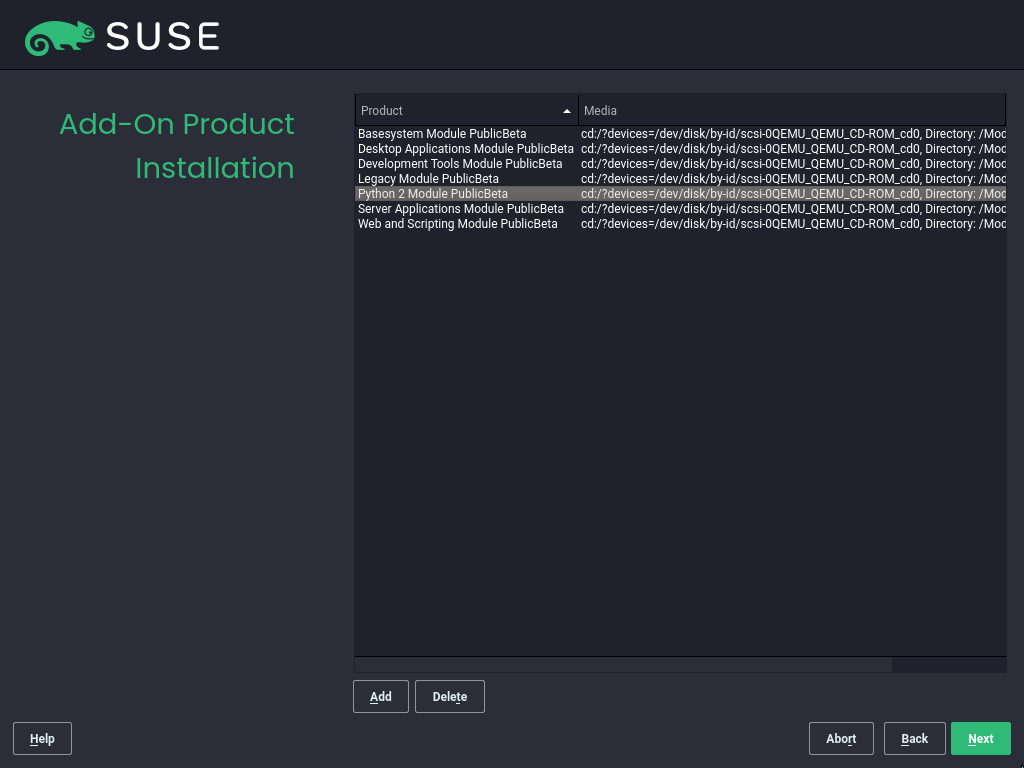 SUSE
Add-On Product
Installation
Product Media
Basesystem Module PublicBeta cd:/?devices=/dev/disk/by-id/scsi-0QEMU_QEMU_CD-ROM_cd0, Directory: /Mod
Desktop Applications Module PublicBeta cd:/?devices=/dev/disk/by-id/scsi-0QEMU_QEMU_CD-ROM_cd0, Directory: /Mod
Development Tools Module PublicBeta cd:/?devices=/dev/disk/by-id/scsi-0QEMU_QEMU_CD-ROM_cd0, Directory: /Mod
Legacy Module PublicBeta cd:/?devices=/dev/disk/by-id/scsi-0QEMU_QEMU_CD-ROM_cd0, Directory: /Mod
Python 2 Module PublicBeta cd:/?devices=/dev/disk/by-id/scsi-0QEMU_QEMU_CD-ROM_cd0, Directory: /Mod
Server Applications Module PublicBeta cd:/?devices=/dev/disk/by-id/scsi-0QEMU_QEMU_CD-ROM_cd0, Directory: /Mod
Web and Scripting Module PublicBeta cd:/?devices=/dev/disk/by-id/scsi-0QEMU_QEMU_CD-ROM_cd0, Directory: /Mod
Add Delete
Help Abort Back Next